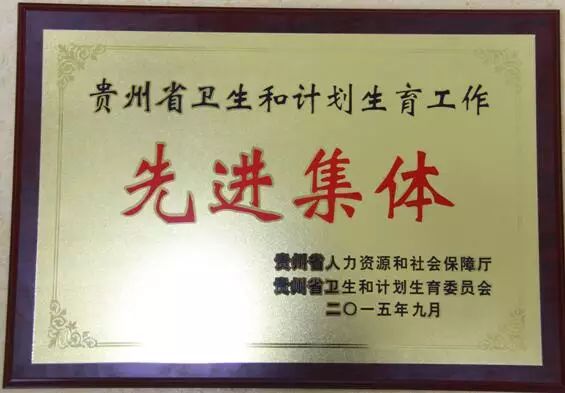 贵州省卫生和计划生育工作
先进集体
贵州省人力资源和社会保障厅
贵州省卫生和计划生育委员会
二〇一五年九月